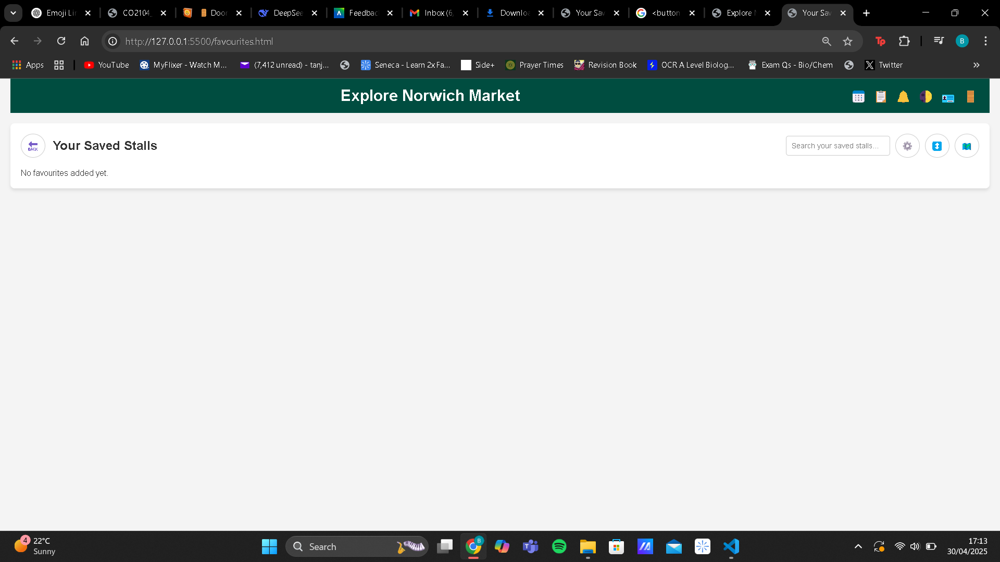 Emoji Lin
CO2104_
Door
DeepSee
Feedbac
Inbox (6,
Downloa
Your Sav
<button
Explore N
Your Sav
http://127.0.0.1:5500/favourites.html
B
Apps
YouTube
MyFlixer - Watch M...
(7,412 unread) - tanj...
Seneca - Learn 2x Fa...
Side+
Prayer Times
Revision Book
OCR A Level Biolog...
Exam Qs - Bio/Chem
Twitter
Explore Norwich Market
BACK
Your Saved Stalls
Search your saved stalls...
No favourites added yet.
4
22°C
Sunny
Search
B
17:13
30/04/2025